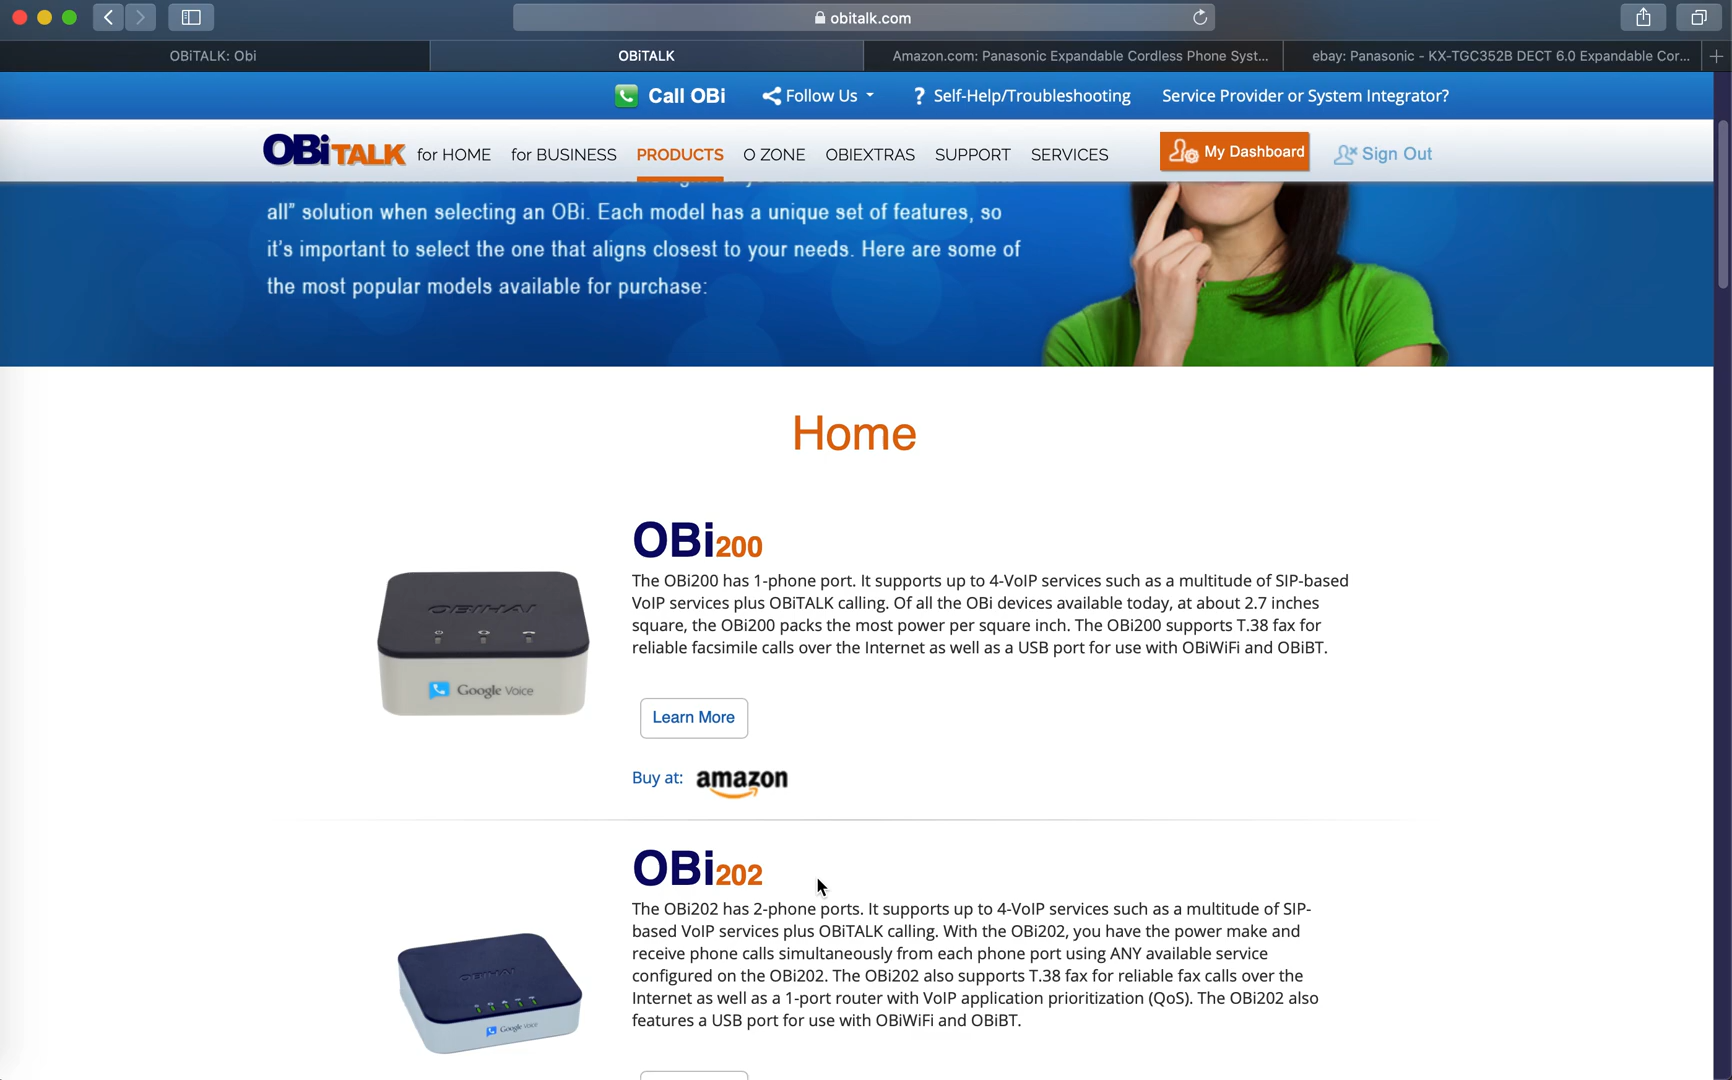 obitalk.com
OBiTALK: Obi
OBiTALK
Amazon.com: Panasonic Expandable Cordless Phone Syst...
ebay: Panasonic - KX-TGC352B DECT 6.0 Expandable Cor...
Call OBi
Follow Us
? Self-Help/Troubleshooting
Service Provider or System Integrator?
OBiTALK
for HOME
for BUSINESS
PRODUCTS
O ZONE
OBIEXTRAS
SUPPORT
SERVICES
My Dashboard
Sign Out
all” solution when selecting an OBi. Each model has a unique set of features, so
it’s important to select the one that aligns closest to your needs. Here are some of
the most popular models available for purchase:
Home
OBi200
The OBi200 has 1-phone port. It supports up to 4-VoIP services such as a multitude of SIP-based
VoIP services plus OBiTALK calling. Of all the OBi devices available today, at about 2.7 inches
square, the OBi200 packs the most power per square inch. The OBi200 supports T.38 fax for
reliable facsimile calls over the Internet as well as a USB port for use with OBiWiFi and OBiBT.
OBIHAI
Google Voice
Learn More
Buy at: amazon
OBi202
The OBi202 has 2-phone ports. It supports up to 4-VoIP services such as a multitude of SIP-
based VoIP services plus OBiTALK calling. With the OBi202, you have the power make and
receive phone calls simultaneously from each phone port using ANY available service
configured on the OBi202. The OBi202 also supports T.38 fax for reliable fax calls over the
Internet as well as a 1-port router with VoIP application prioritization (QoS). The OBi202 also
features a USB port for use with OBiWiFi and OBiBT.
OBIHAI
Google Voice